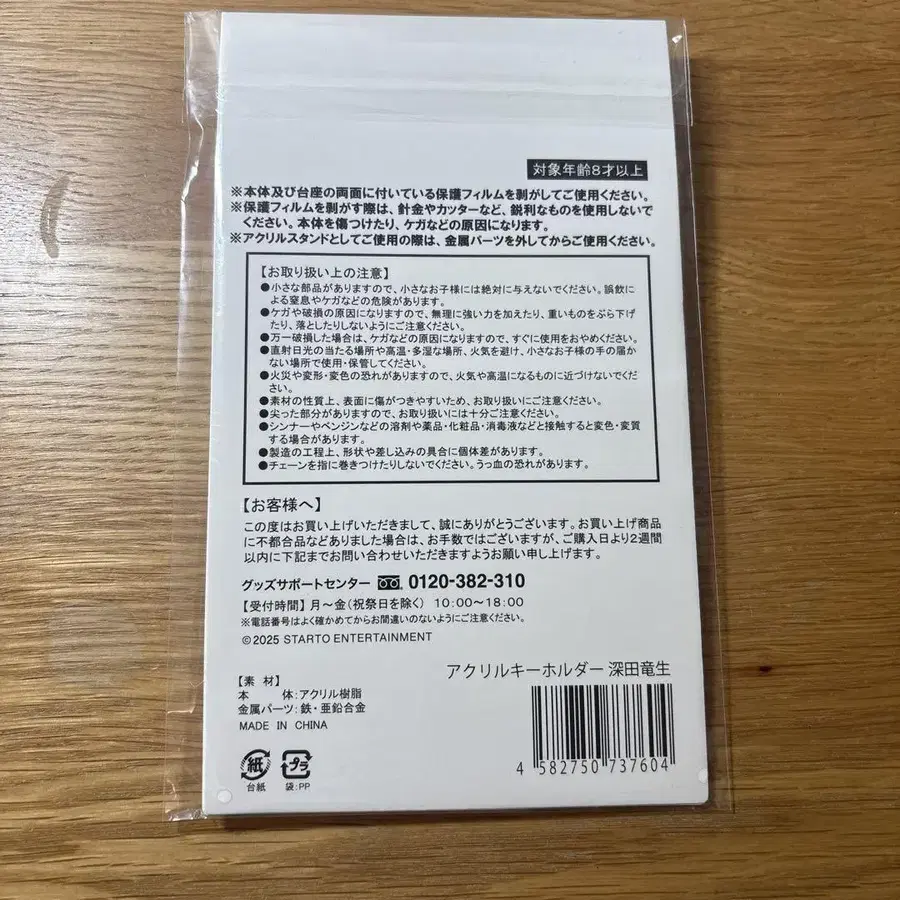 対象年齢8才以上
※本体及び台座の両面に付いている保護フィルムを剥がしてご使用ください。
※保護フィルムを剥がす際は、針金やカッターなど、鋭利なものを使用しないで
ください。本体を傷つけたり、ケガなどの原因になります。
※アクリルスタンドとしてご使用の際は、金属パーツを外してからご使用ください。
【お取り扱い上の注意】
●小さな部品がありますので、小さなお子様には絶対に与えないでください。誤飲に
よる窒息やケガなどの危険があります。
●ケガや破損の原因になりますので、無理に強い力を加えたり、重いものをぶら下げ
たり、落としたりしないようにご注意ください。
●万一破損した場合は、ケガなどの原因になりますので、すぐに使用をおやめください。
●直射日光の当たる場所や高温・多湿な場所、火気を避け、小さなお子様の手の届か
ない場所で使用・保管してください。
●火災や変形・変色の恐れがありますので、火気や高温になるものに近づけないでくだ
さい。
●素材の性質上、表面に傷がつきやすいため、お取り扱いにご注意ください。
●尖った部分がありますので、お取り扱いには十分ご注意ください。
●シンナーやベンジンなどの溶剤や薬品・化粧品・消毒液などと接触すると変色・変質
する場合があります。
●製造の工程上、形状や差し込みの具合に個体差があります。
●チェーンを指に巻きつけたりしないでください。うっ血の恐れがあります。
【お客様へ】
この度はお買い上げいただきまして、誠にありがとうございます。お買い上げ商品
に不都合品などありました場合は、お手数ではございますが、ご購入日より2週間
以内に下記までお問い合わせいただきますようお願い申し上げます。
グッズサポートセンター 0120-382-310
【受付時間】月〜金(祝祭日を除く) 10:00〜18:00
※電話番号はよく確かめてからお間違いのないようにご注意ください。
©2025 STARTO ENTERTAINMENT
アクリルキーホルダー 深田竜生
【素 材】
本 体:アクリル樹脂
金属パーツ:鉄・亜鉛合金
MADE IN CHINA
紙
台紙
プラ
袋:PP
4 582750 737604